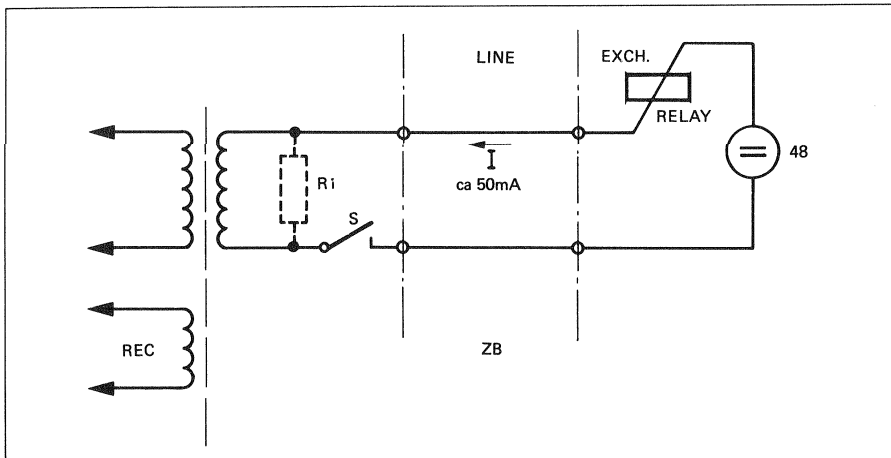 LINE
EXCH.
RELAY
48
I
ca 50mA
Ri
S
REC
ZB